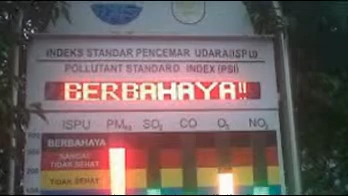 INDEKS STANDAR PENCEMAR UDARA(ISPU)
POLLUTANT STANDARD INDEX (PSI)
BERBAHAYA!!
ISPU PM₁₀ SO₂ CO O₃ NO₂
BERBAHAYA
SANGAT
TIDAK SEHAT
TIDAK SEHAT